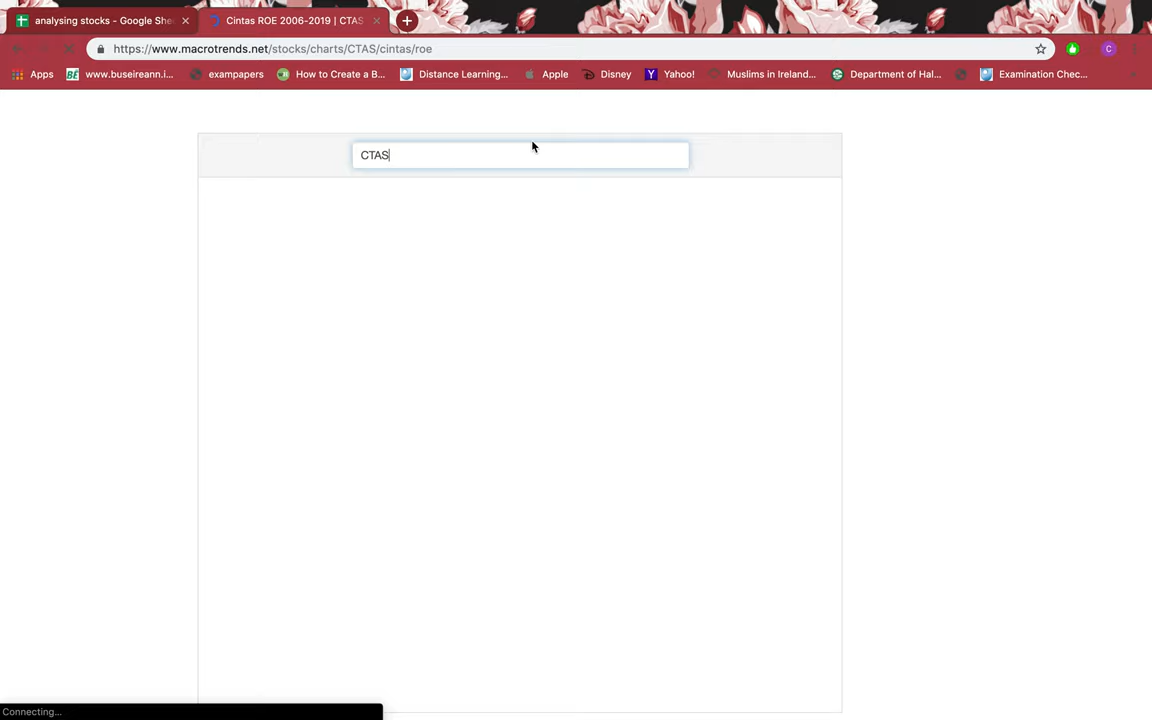 analysing stocks - Google She
Cintas ROE 2006-2019 | CTAS
https://www.macrotrends.net/stocks/charts/CTAS/cintas/roe
C
Apps
BÉ www.buseireann.i...
exampapers
How to Create a B...
Distance Learning...
Apple
Disney
Y Yahoo!
Muslims in Ireland...
Department of Hal...
Examination Chec...
CTAS
Connecting...